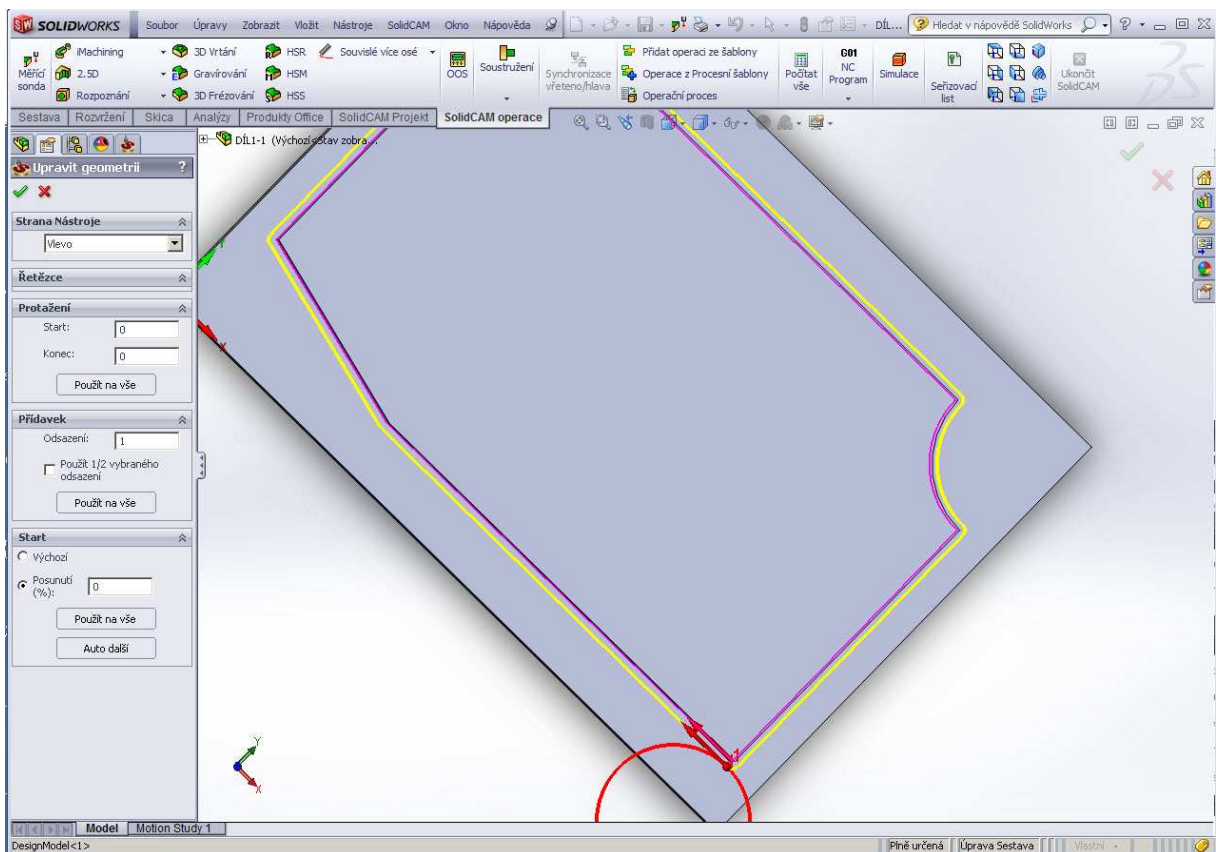 SW SOLIDWORKS Soubor Úpravy Zobrazit Vložit Nástroje SolidCAM Okno Nápověda DÍL... Hledat v nápovědě SolidWorks
iMachining 3D Vrtání HSR Souvislé více osé Přidat operaci ze šablony
Měřící sonda 2.5D Gravírování HSM OOS Soustružení Synchronizace vřeteno/hlava Operace z Procesní šablony Počítat vše G01 NC Program Simulace Seřizovací list Ukončit SolidCAM
Rozpoznání 3D Frézování HSS Operační proces
Sestava Rozvržení Skica Analýzy Produkty Office SolidCAM Projekt SolidCAM operace
DÍL1-1 (Výchozí<Stav zobra...
Upravit geometrii ?
Strana Nástroje
Vlevo
Řetězce
Protažení
Start: 0
Konec: 0
Použít na vše
Přídavek
Odsazení: 1
Použít 1/2 vybraného
odsazení
Použít na vše
Start
Výchozí
Posunutí
(%): 0
Použít na vše
Auto další
Y
X
1
Y
X
Model Motion Study 1
DesignModel<1> Plně určená Úprava Sestava Vlastní